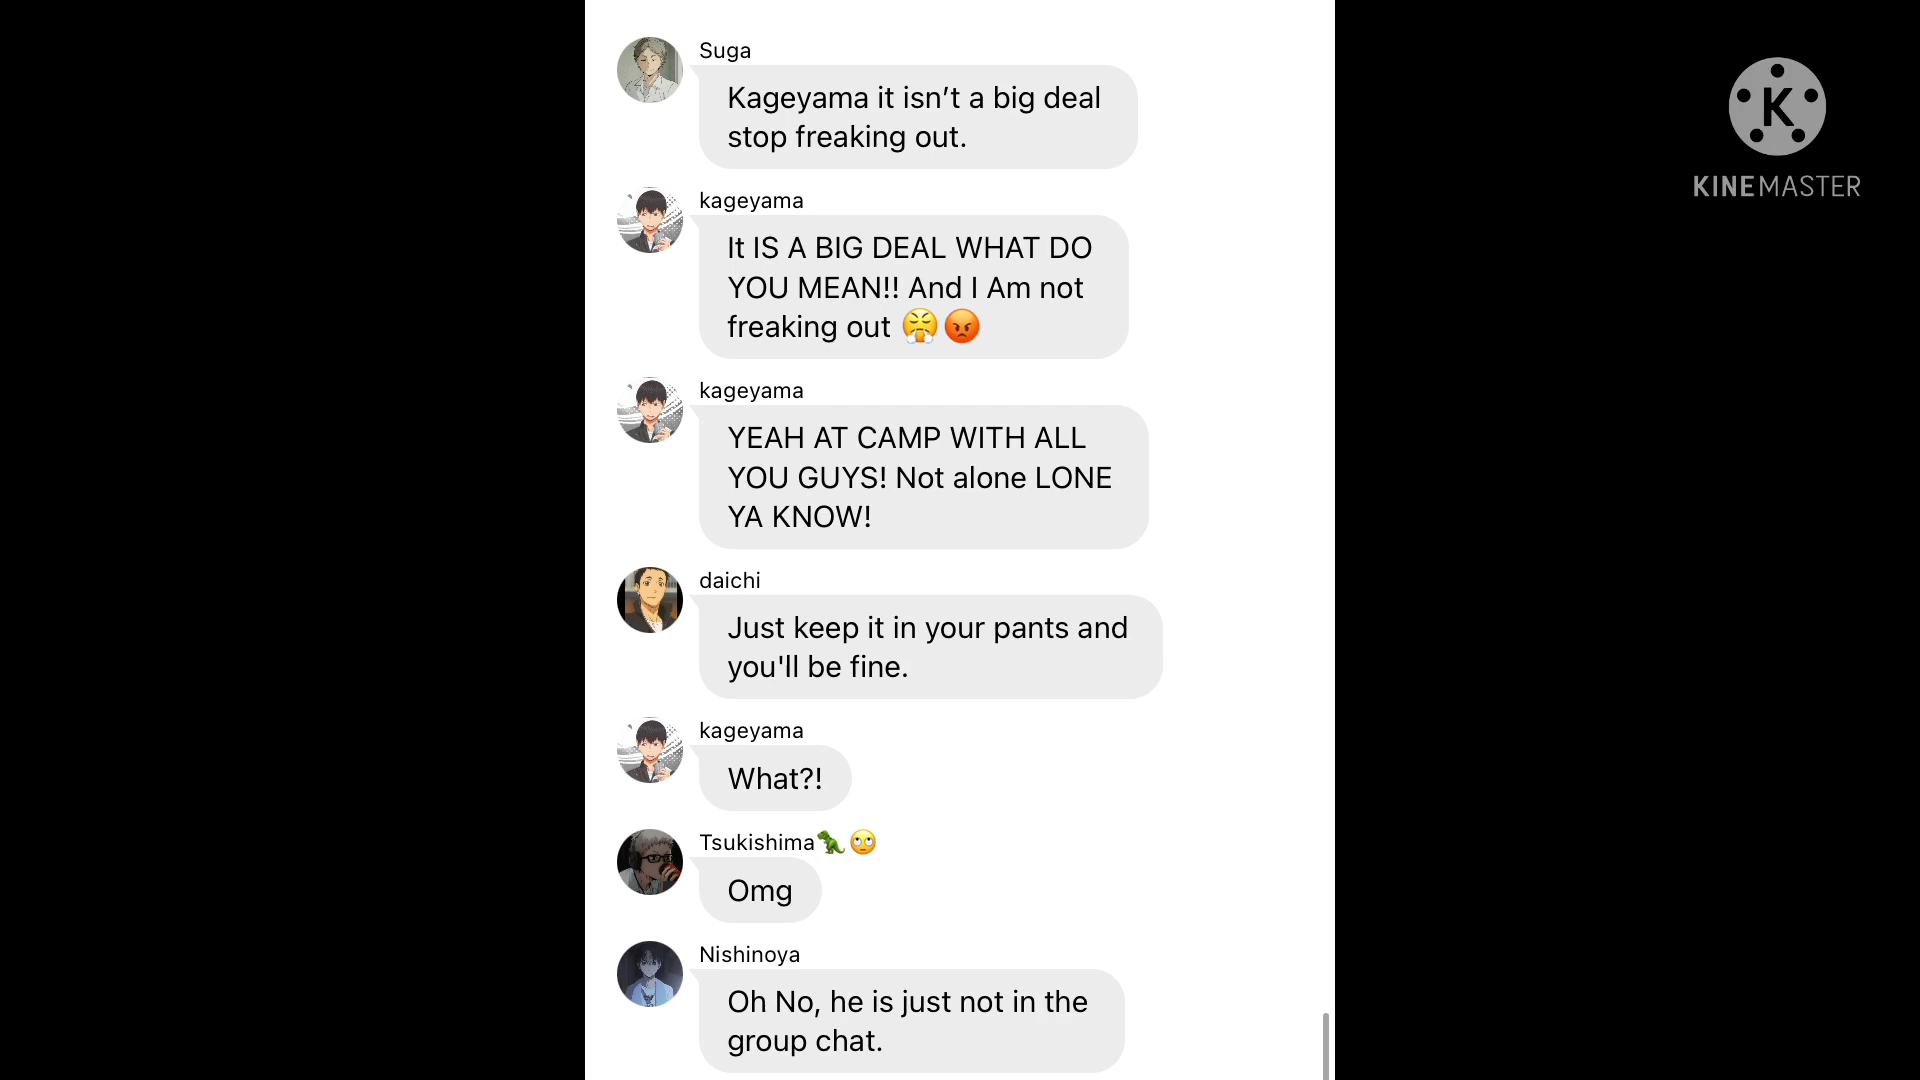 Suga
Kageyama it isn’t a big deal
stop freaking out.
kageyama
It IS A BIG DEAL WHAT DO
YOU MEAN!! And I Am not
freaking out 😤😡
kageyama
YEAH AT CAMP WITH ALL
YOU GUYS! Not alone LONE
YA KNOW!
daichi
Just keep it in your pants and
you'll be fine.
kageyama
What?!
Tsukishima🦖🙄
Omg
Nishinoya
Oh No, he is just not in the
group chat.
K
KINEMASTER